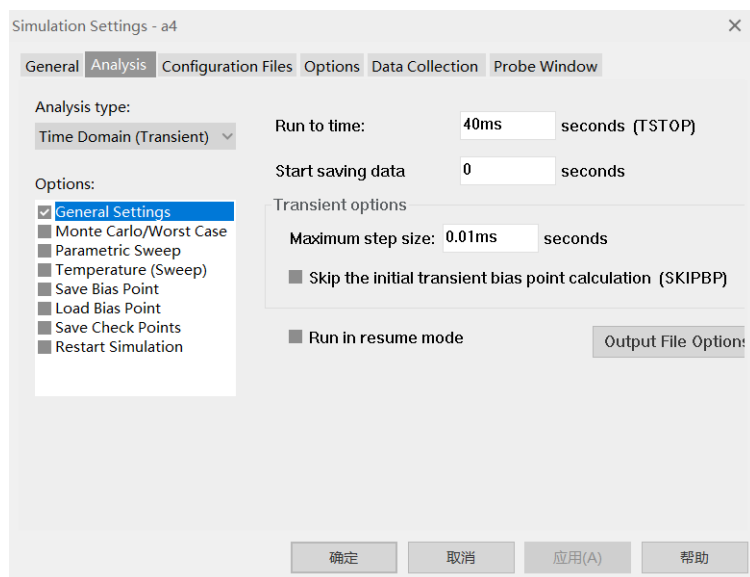 Simulation Settings - a4
General Analysis Configuration Files Options Data Collection Probe Window
Analysis type:
Time Domain (Transient)
Run to time: 40ms seconds (TSTOP)
Start saving data 0 seconds
Options:
General Settings
Monte Carlo/Worst Case
Parametric Sweep
Temperature (Sweep)
Save Bias Point
Load Bias Point
Save Check Points
Restart Simulation
Transient options
Maximum step size: 0.01ms seconds
Skip the initial transient bias point calculation (SKIPBP)
Run in resume mode
Output File Options
确定 取消 应用(A) 帮助